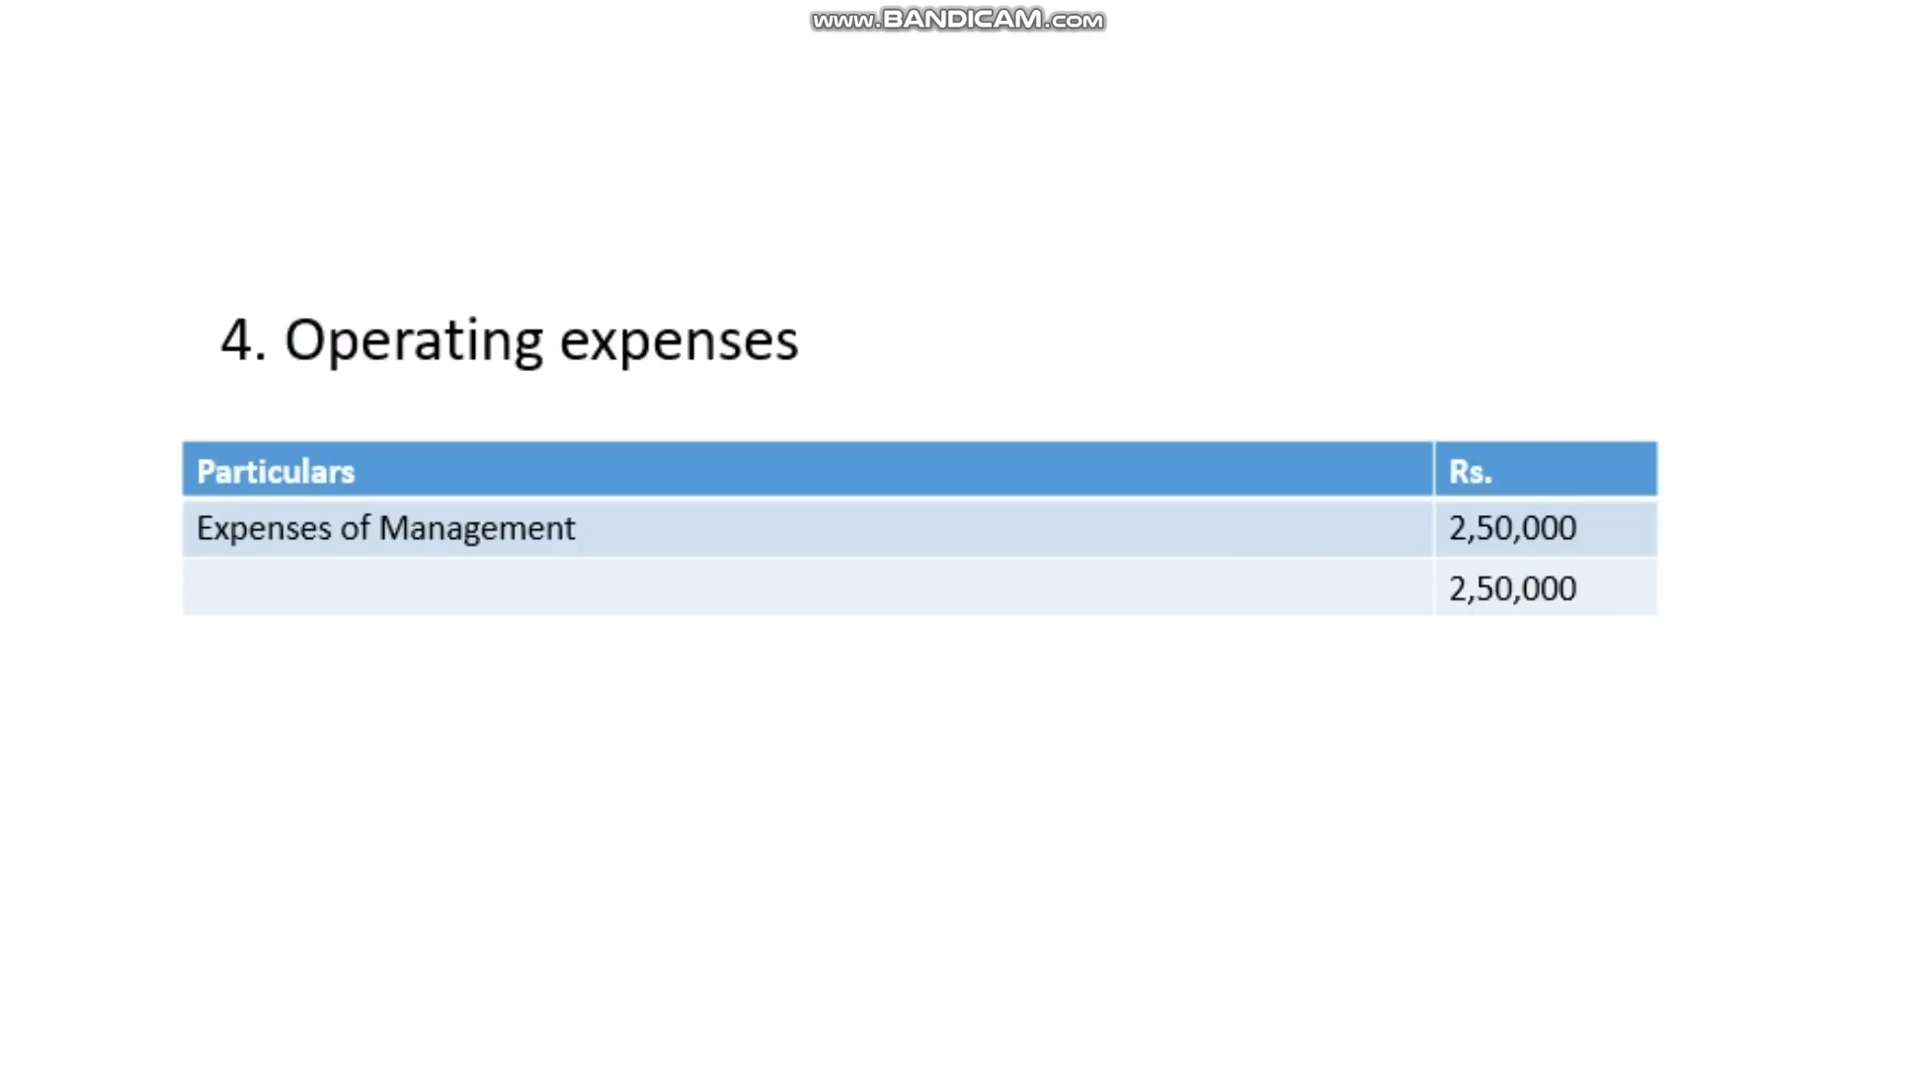 www.BANDICAM.com
4. Operating expenses
Particulars Rs.
Expenses of Management 2,50,000
2,50,000